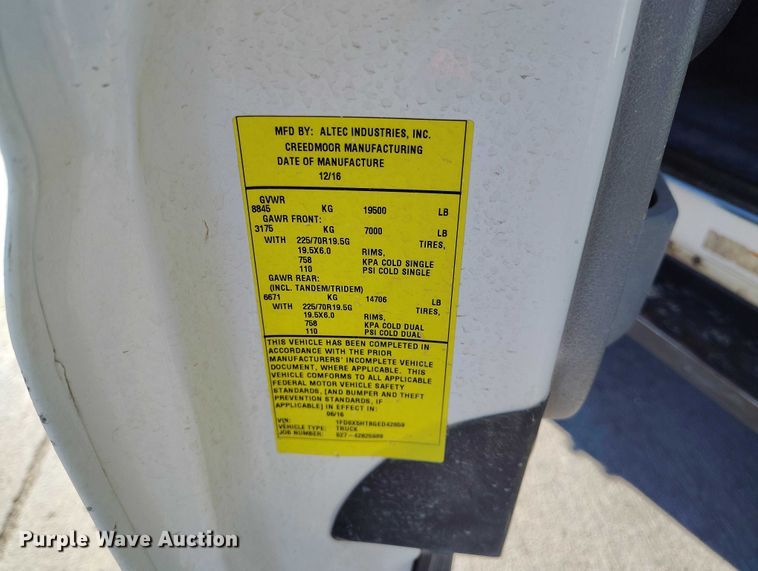 MFD BY: ALTEC INDUSTRIES, INC.
CREEDMOOR MANUFACTURING
DATE OF MANUFACTURE
12/16
GVWR
8845 KG 19500 LB
GAWR FRONT:
3175 KG 7000 LB
WITH 225/70R19.5G TIRES,
19.5X6.0 RIMS,
758 KPA COLD SINGLE
110 PSI COLD SINGLE
GAWR REAR:
(INCL. TANDEM/TRIDEM)
6671 KG 14706 LB
WITH 225/70R19.5G TIRES,
19.5X6.0 RIMS,
758 KPA COLD DUAL
110 PSI COLD DUAL
THIS VEHICLE HAS BEEN COMPLETED IN
ACCORDANCE WITH THE PRIOR
MANUFACTURERS' INCOMPLETE VEHICLE
DOCUMENT, WHERE APPLICABLE. THIS
VEHICLE CONFORMS TO ALL APPLICABLE
FEDERAL MOTOR VEHICLE SAFETY
STANDARDS, [AND BUMPER AND THEFT
PREVENTION STANDARDS, IF
APPLICABLE] IN EFFECT IN:
06/16
VIN:
VEHICLE TYPE: TRUCK
JOB NUMBER:
Purple Wave Auction